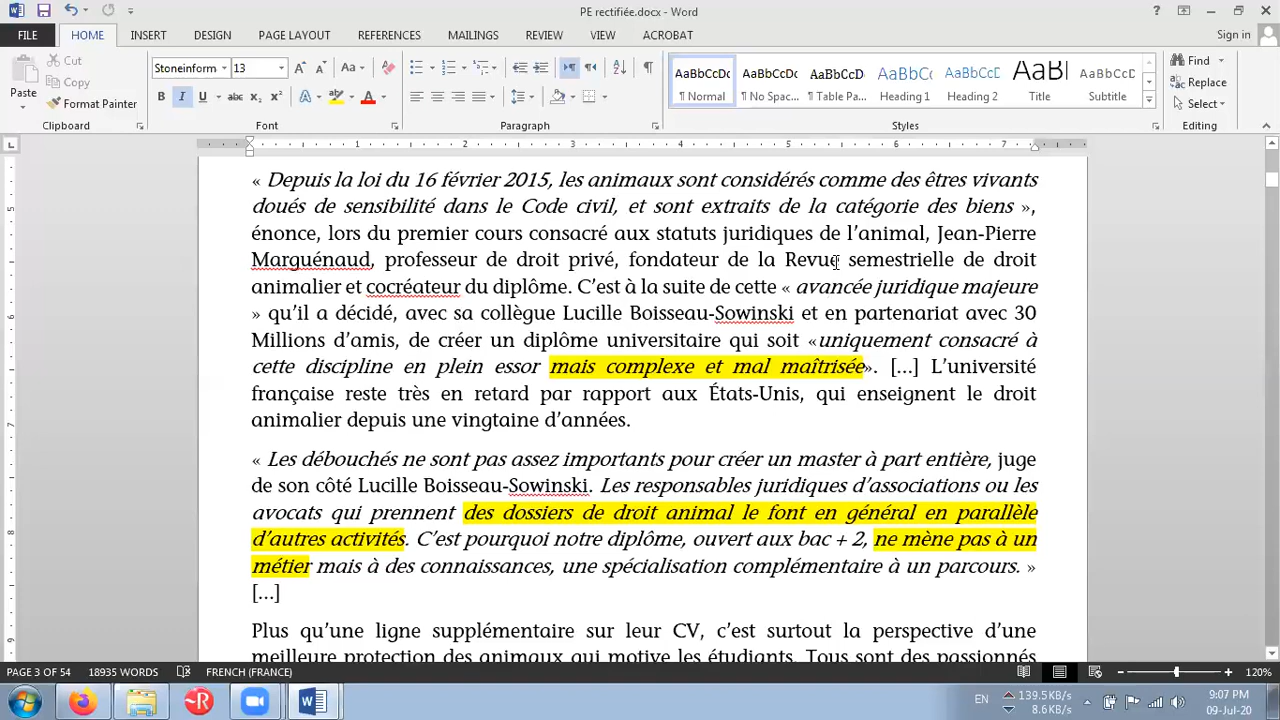 PE rectifiée.docx - Word
?
FILE
HOME
INSERT
DESIGN
PAGE LAYOUT
REFERENCES
MAILINGS
REVIEW
VIEW
ACROBAT
Sign in
Paste
Cut
Copy
Format Painter
Clipboard
Stoneinform
13
Font
Paragraph
AaBbCcDc
¶ Normal
AaBbCcDc
¶ No Spac...
AaBbCcD
¶ Table Pa...
AaBbC
Heading 1
AaBbCc
Heading 2
AaBl
Title
AaBbCcD
Subtitle
Styles
Find
Replace
Select
Editing
1 2 3 4 5 6 7
« Depuis la loi du 16 février 2015, les animaux sont considérés comme des êtres vivants
doués de sensibilité dans le Code civil, et sont extraits de la catégorie des biens »,
énonce, lors du premier cours consacré aux statuts juridiques de l’animal, Jean-Pierre
Marguénaud, professeur de droit privé, fondateur de la Revue semestrielle de droit
animalier et cocréateur du diplôme. C’est à la suite de cette « avancée juridique majeure
» qu’il a décidé, avec sa collègue Lucille Boisseau-Sowinski et en partenariat avec 30
Millions d’amis, de créer un diplôme universitaire qui soit «uniquement consacré à
cette discipline en plein essor mais complexe et mal maîtrisée». [...] L’université
française reste très en retard par rapport aux États-Unis, qui enseignent le droit
animalier depuis une vingtaine d’années.
« Les débouchés ne sont pas assez importants pour créer un master à part entière, juge
de son côté Lucille Boisseau-Sowinski. Les responsables juridiques d’associations ou les
avocats qui prennent des dossiers de droit animal le font en général en parallèle
d’autres activités. C’est pourquoi notre diplôme, ouvert aux bac + 2, ne mène pas à un
métier mais à des connaissances, une spécialisation complémentaire à un parcours. »
[...]
Plus qu’une ligne supplémentaire sur leur CV, c’est surtout la perspective d’une
meilleure protection des animaux qui motive les étudiants. Tous sont des passionnés
PAGE 3 OF 54
18935 WORDS
FRENCH (FRANCE)
120%
EN
139.5KB/s
8.6KB/s
9:07 PM
09-Jul-20